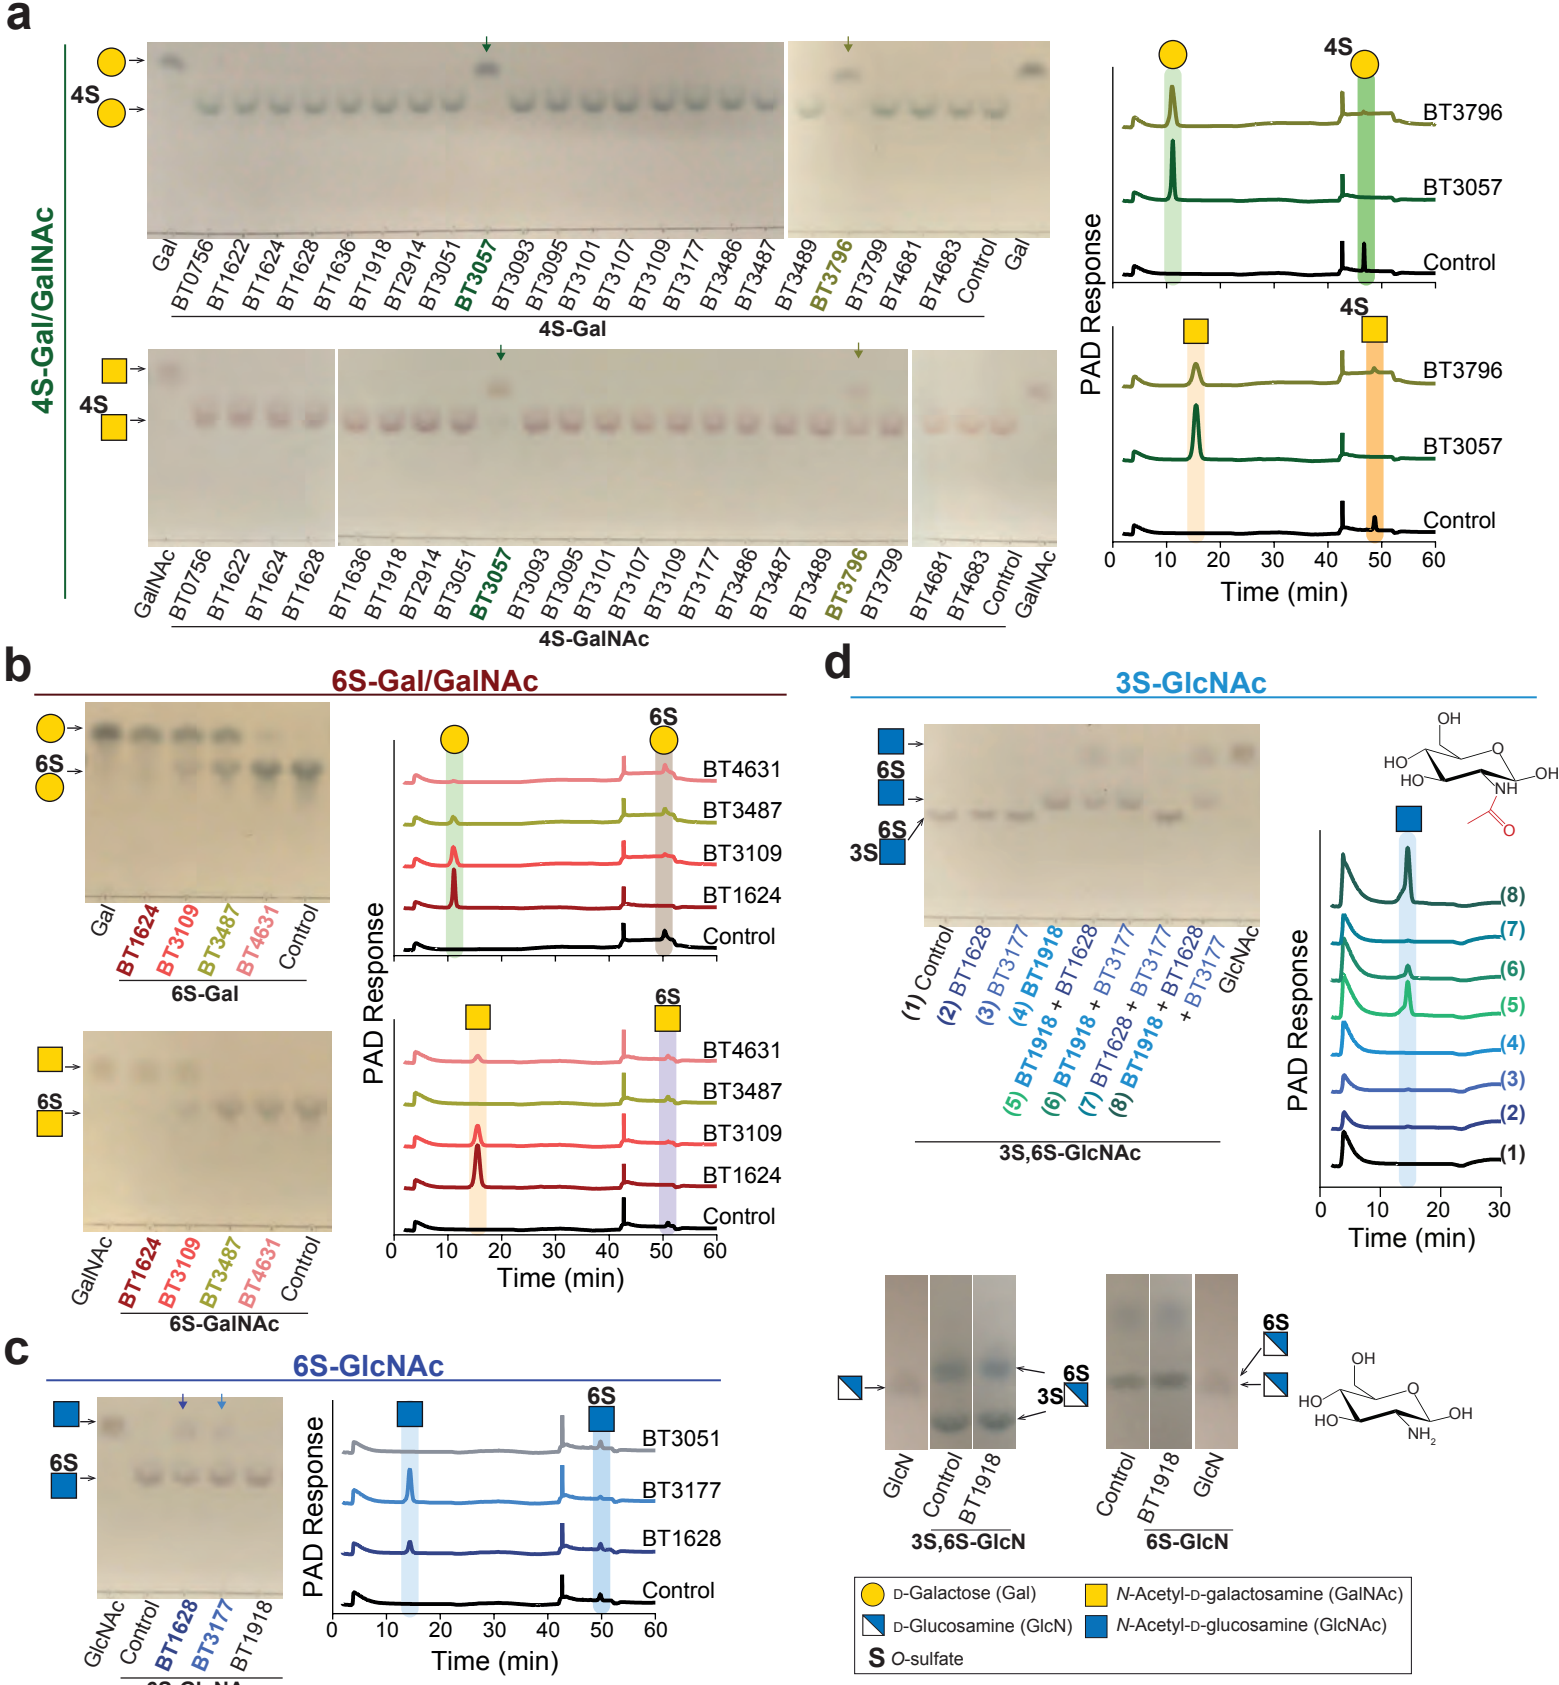 a
4S-Gal/GalNAc
4S
Gal
BT0756
BT1622
BT1624
BT1628
BT1636
BT1918
BT2914
BT3051
BT3057
BT3093
BT3095
BT3101
BT3107
BT3109
BT3177
BT3486
BT3487
BT3489
BT3796
BT3799
BT4681
BT4683
Control
Gal
4S-Gal
4S
GalNAc
BT0756
BT1622
BT1624
BT1628
BT1636
BT1918
BT2914
BT3051
BT3057
BT3093
BT3095
BT3101
BT3107
BT3109
BT3177
BT3486
BT3487
BT3489
BT3796
BT3799
BT4681
BT4683
Control
GalNAc
4S-GalNAc
PAD Response
4S
BT3796
BT3057
Control
4S
BT3796
BT3057
Control
0 10 20 30 40 50 60
Time (min)
b
6S-Gal/GalNAc
6S
Gal
BT1624
BT3109
BT3487
BT4631
Control
6S-Gal
6S
GalNAc
BT1624
BT3109
BT3487
BT4631
Control
6S-GalNAc
PAD Response
6S
BT4631
BT3487
BT3109
BT1624
Control
6S
BT4631
BT3487
BT3109
BT1624
Control
0 10 20 30 40 50 60
Time (min)
c
6S-GlcNAc
6S
GlcNAc
Control
BT1628
BT3177
BT1918
PAD Response
6S
BT3051
BT3177
BT1628
Control
0 10 20 30 40 50 60
Time (min)
d
3S-GlcNAc
6S
6S
3S
(1) Control
(2) BT1628
(3) BT3177
(4) BT1918
(5) BT1918 + BT1628
(6) BT1918 + BT3177
(7) BT1628 + BT3177
(8) BT1918 + BT1628
+ BT3177
GlcNAc
3S,6S-GlcNAc
OH
O
HO
HO
NH
OH
O
PAD Response
(8)
(7)
(6)
(5)
(4)
(3)
(2)
(1)
0 10 20 30
Time (min)
6S
3S
GlcN
Control
BT1918
3S,6S-GlcN
6S
Control
BT1918
GlcN
6S-GlcN
OH
O
HO
HO
OH
NH2
D-Galactose (Gal)
N-Acetyl-D-galactosamine (GalNAc)
D-Glucosamine (GlcN)
N-Acetyl-D-glucosamine (GlcNAc)
S O-sulfate